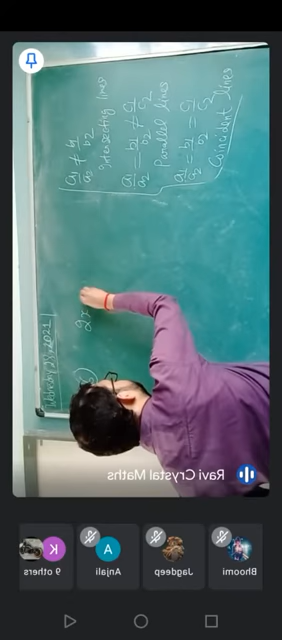 a₁/a₂ ≠ b₁/b₂
Intersecting lines
a₁/a₂ = b₁/b₂ ≠ c₁/c₂
Parallel lines
a₁/a₂ = b₁/b₂ = c₁/c₂
Coincident lines
2x
Ravi Crystal Maths
Bhoomi
Jagdeep
Anjali
A
9 others
K